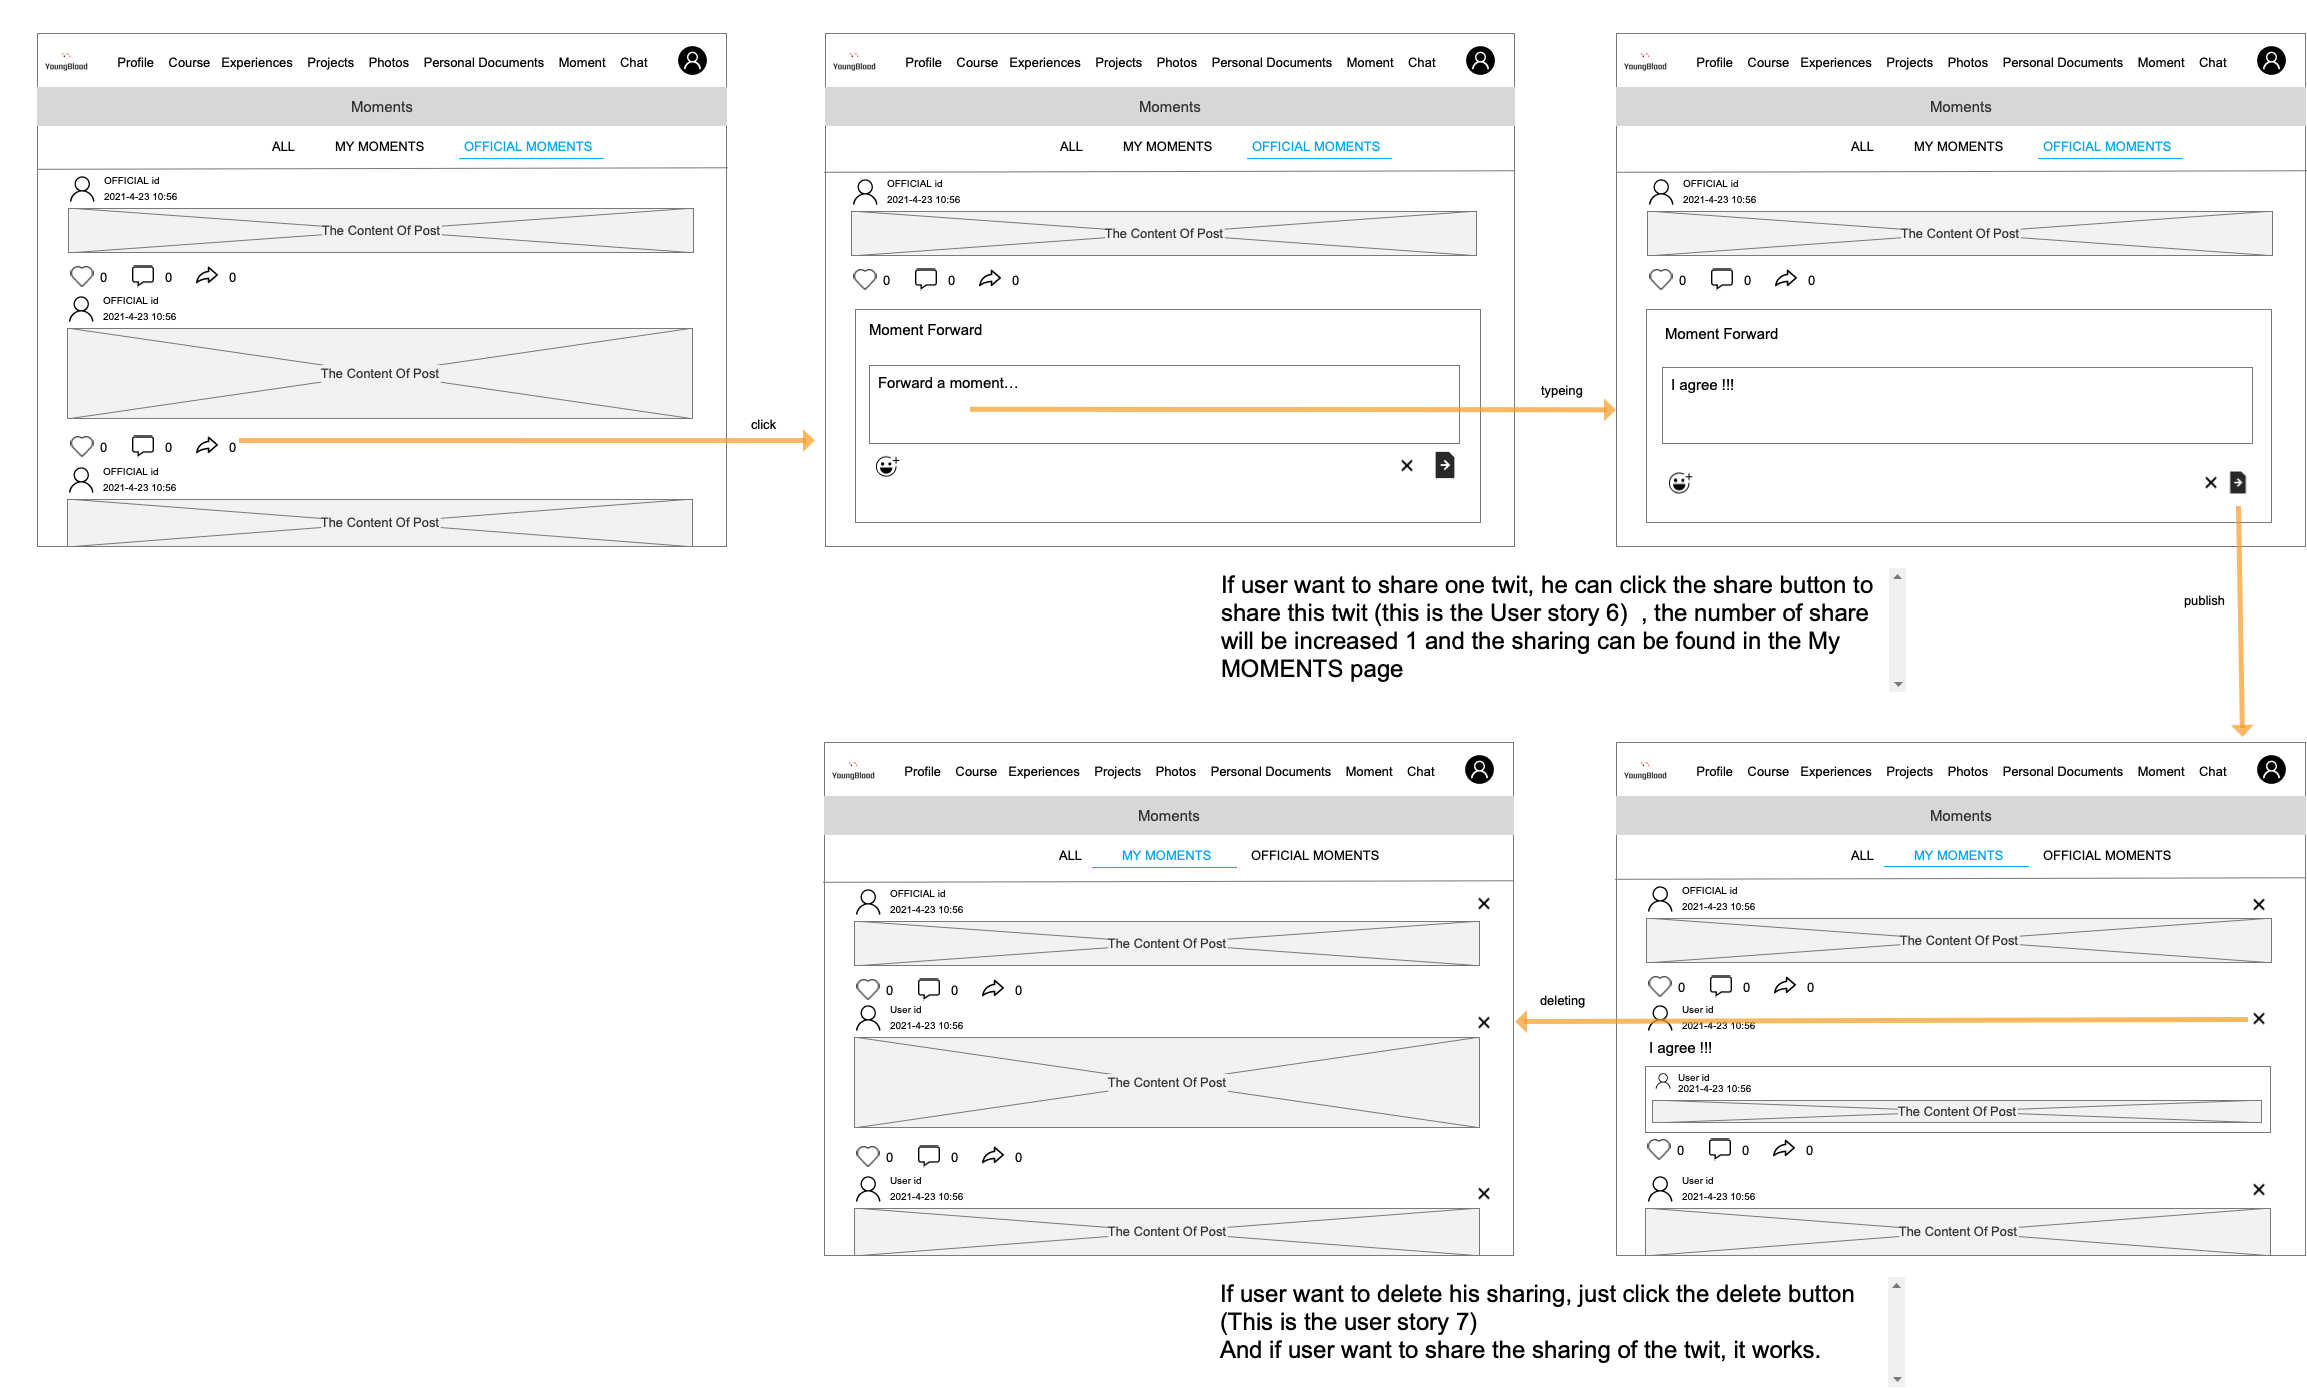 YoungBlood Profile Course Experiences Projects Photos Personal Documents Moment Chat
Moments
ALL MY MOMENTS OFFICIAL MOMENTS
OFFICIAL id
2021-4-23 10:56
The Content Of Post
0 0 0
OFFICIAL id
2021-4-23 10:56
The Content Of Post
0 0 0
OFFICIAL id
2021-4-23 10:56
The Content Of Post
click
YoungBlood Profile Course Experiences Projects Photos Personal Documents Moment Chat
Moments
ALL MY MOMENTS OFFICIAL MOMENTS
OFFICIAL id
2021-4-23 10:56
The Content Of Post
0 0 0
Moment Forward
Forward a moment...
typeing
YoungBlood Profile Course Experiences Projects Photos Personal Documents Moment Chat
Moments
ALL MY MOMENTS OFFICIAL MOMENTS
OFFICIAL id
2021-4-23 10:56
The Content Of Post
0 0 0
Moment Forward
I agree !!!
If user want to share one twit, he can click the share button to
share this twit (this is the User story 6) , the number of share
will be increased 1 and the sharing can be found in the My
MOMENTS page
publish
YoungBlood Profile Course Experiences Projects Photos Personal Documents Moment Chat
Moments
ALL MY MOMENTS OFFICIAL MOMENTS
OFFICIAL id
2021-4-23 10:56
The Content Of Post
0 0 0
User id
2021-4-23 10:56
The Content Of Post
0 0 0
User id
2021-4-23 10:56
The Content Of Post
deleting
YoungBlood Profile Course Experiences Projects Photos Personal Documents Moment Chat
Moments
ALL MY MOMENTS OFFICIAL MOMENTS
OFFICIAL id
2021-4-23 10:56
The Content Of Post
0 0 0
User id
2021-4-23 10:56
I agree !!!
User id
2021-4-23 10:56
The Content Of Post
0 0 0
User id
2021-4-23 10:56
The Content Of Post
If user want to delete his sharing, just click the delete button
(This is the user story 7)
And if user want to share the sharing of the twit, it works.